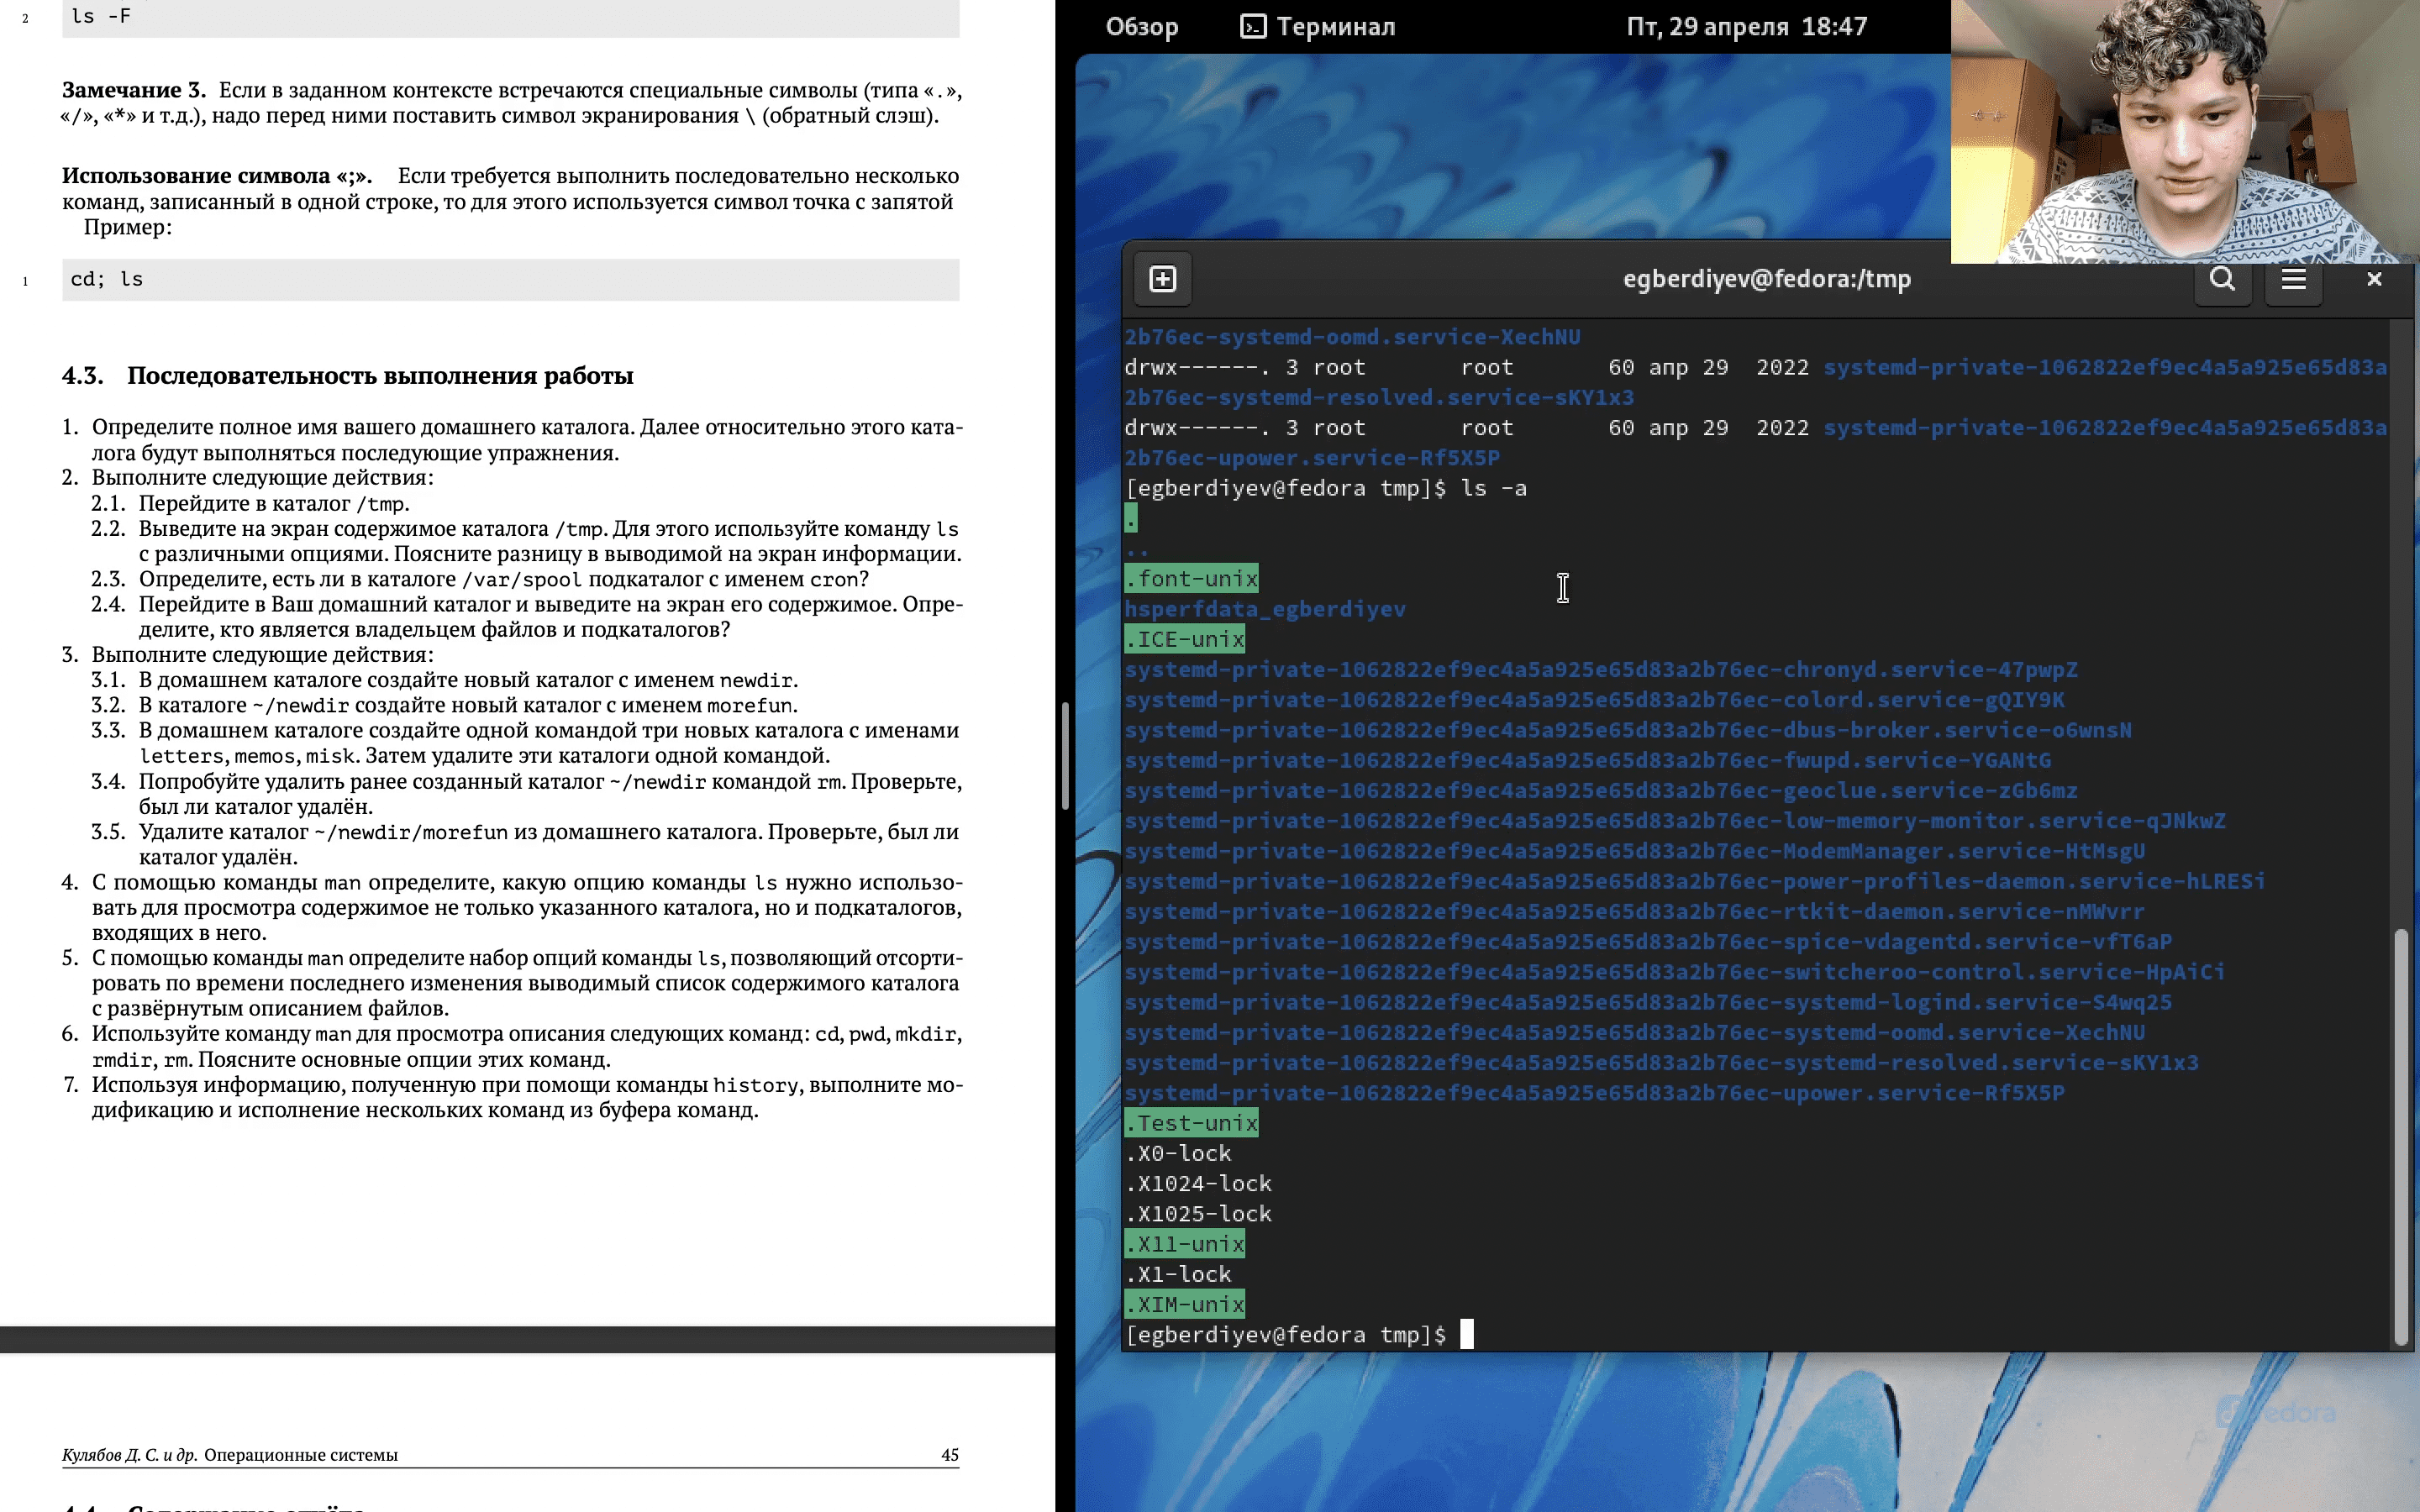 2
ls -F
Замечание 3. Если в заданном контексте встречаются специальные символы (типа «.»,
«/», «*» и т.д.), надо перед ними поставить символ экранирования \ (обратный слэш).
Использование символа «;». Если требуется выполнить последовательно несколько
команд, записанный в одной строке, то для этого используется символ точка с запятой
Пример:
1
cd; ls
4.3. Последовательность выполнения работы
1. Определите полное имя вашего домашнего каталога. Далее относительно этого ката-
лога будут выполняться последующие упражнения.
2. Выполните следующие действия:
2.1. Перейдите в каталог /tmp.
2.2. Выведите на экран содержимое каталога /tmp. Для этого используйте команду ls
с различными опциями. Поясните разницу в выводимой на экран информации.
2.3. Определите, есть ли в каталоге /var/spool подкаталог с именем cron?
2.4. Перейдите в Ваш домашний каталог и выведите на экран его содержимое. Опре-
делите, кто является владельцем файлов и подкаталогов?
3. Выполните следующие действия:
3.1. В домашнем каталоге создайте новый каталог с именем newdir.
3.2. В каталоге ~/newdir создайте новый каталог с именем morefun.
3.3. В домашнем каталоге создайте одной командой три новых каталога с именами
letters, memos, misk. Затем удалите эти каталоги одной командой.
3.4. Попробуйте удалить ранее созданный каталог ~/newdir командой rm. Проверьте,
был ли каталог удалён.
3.5. Удалите каталог ~/newdir/morefun из домашнего каталога. Проверьте, был ли
каталог удалён.
4. С помощью команды man определите, какую опцию команды ls нужно использо-
вать для просмотра содержимое не только указанного каталога, но и подкаталогов,
входящих в него.
5. С помощью команды man определите набор опций команды ls, позволяющий отсорти-
ровать по времени последнего изменения выводимый список содержимого каталога
с развёрнутым описанием файлов.
6. Используйте команду man для просмотра описания следующих команд: cd, pwd, mkdir,
rmdir, rm. Поясните основные опции этих команд.
7. Используя информацию, полученную при помощи команды history, выполните мо-
дификацию и исполнение нескольких команд из буфера команд.
Кулябов Д. С. и др. Операционные системы 45
4.4. Содержание отчёта
Обзор Терминал Пт, 29 апреля 18:47
egberdiyev@fedora:/tmp
2b76ec-systemd-oomd.service-XechNU
drwx------. 3 root root 60 апр 29 2022 systemd-private-1062822ef9ec4a5a925e65d83a
2b76ec-systemd-resolved.service-sKY1x3
drwx------. 3 root root 60 апр 29 2022 systemd-private-1062822ef9ec4a5a925e65d83a
2b76ec-upower.service-Rf5X5P
[egberdiyev@fedora tmp]$ ls -a
.
..
.font-unix
hsperfdata_egberdiyev
.ICE-unix
systemd-private-1062822ef9ec4a5a925e65d83a2b76ec-chronyd.service-47pwpZ
systemd-private-1062822ef9ec4a5a925e65d83a2b76ec-colord.service-gQIY9K
systemd-private-1062822ef9ec4a5a925e65d83a2b76ec-dbus-broker.service-o6wnsN
systemd-private-1062822ef9ec4a5a925e65d83a2b76ec-fwupd.service-YGANtG
systemd-private-1062822ef9ec4a5a925e65d83a2b76ec-geoclue.service-zGb6mz
systemd-private-1062822ef9ec4a5a925e65d83a2b76ec-low-memory-monitor.service-qJNkwZ
systemd-private-1062822ef9ec4a5a925e65d83a2b76ec-ModemManager.service-HtMsgU
systemd-private-1062822ef9ec4a5a925e65d83a2b76ec-power-profiles-daemon.service-hLRESi
systemd-private-1062822ef9ec4a5a925e65d83a2b76ec-rtkit-daemon.service-nMWvrr
systemd-private-1062822ef9ec4a5a925e65d83a2b76ec-spice-vdagentd.service-vfT6aP
systemd-private-1062822ef9ec4a5a925e65d83a2b76ec-switcheroo-control.service-HpAiCi
systemd-private-1062822ef9ec4a5a925e65d83a2b76ec-systemd-logind.service-S4wq25
systemd-private-1062822ef9ec4a5a925e65d83a2b76ec-systemd-oomd.service-XechNU
systemd-private-1062822ef9ec4a5a925e65d83a2b76ec-systemd-resolved.service-sKY1x3
systemd-private-1062822ef9ec4a5a925e65d83a2b76ec-upower.service-Rf5X5P
.Test-unix
.X0-lock
.X1024-lock
.X1025-lock
.X11-unix
.X1-lock
.XIM-unix
[egberdiyev@fedora tmp]$
fedora